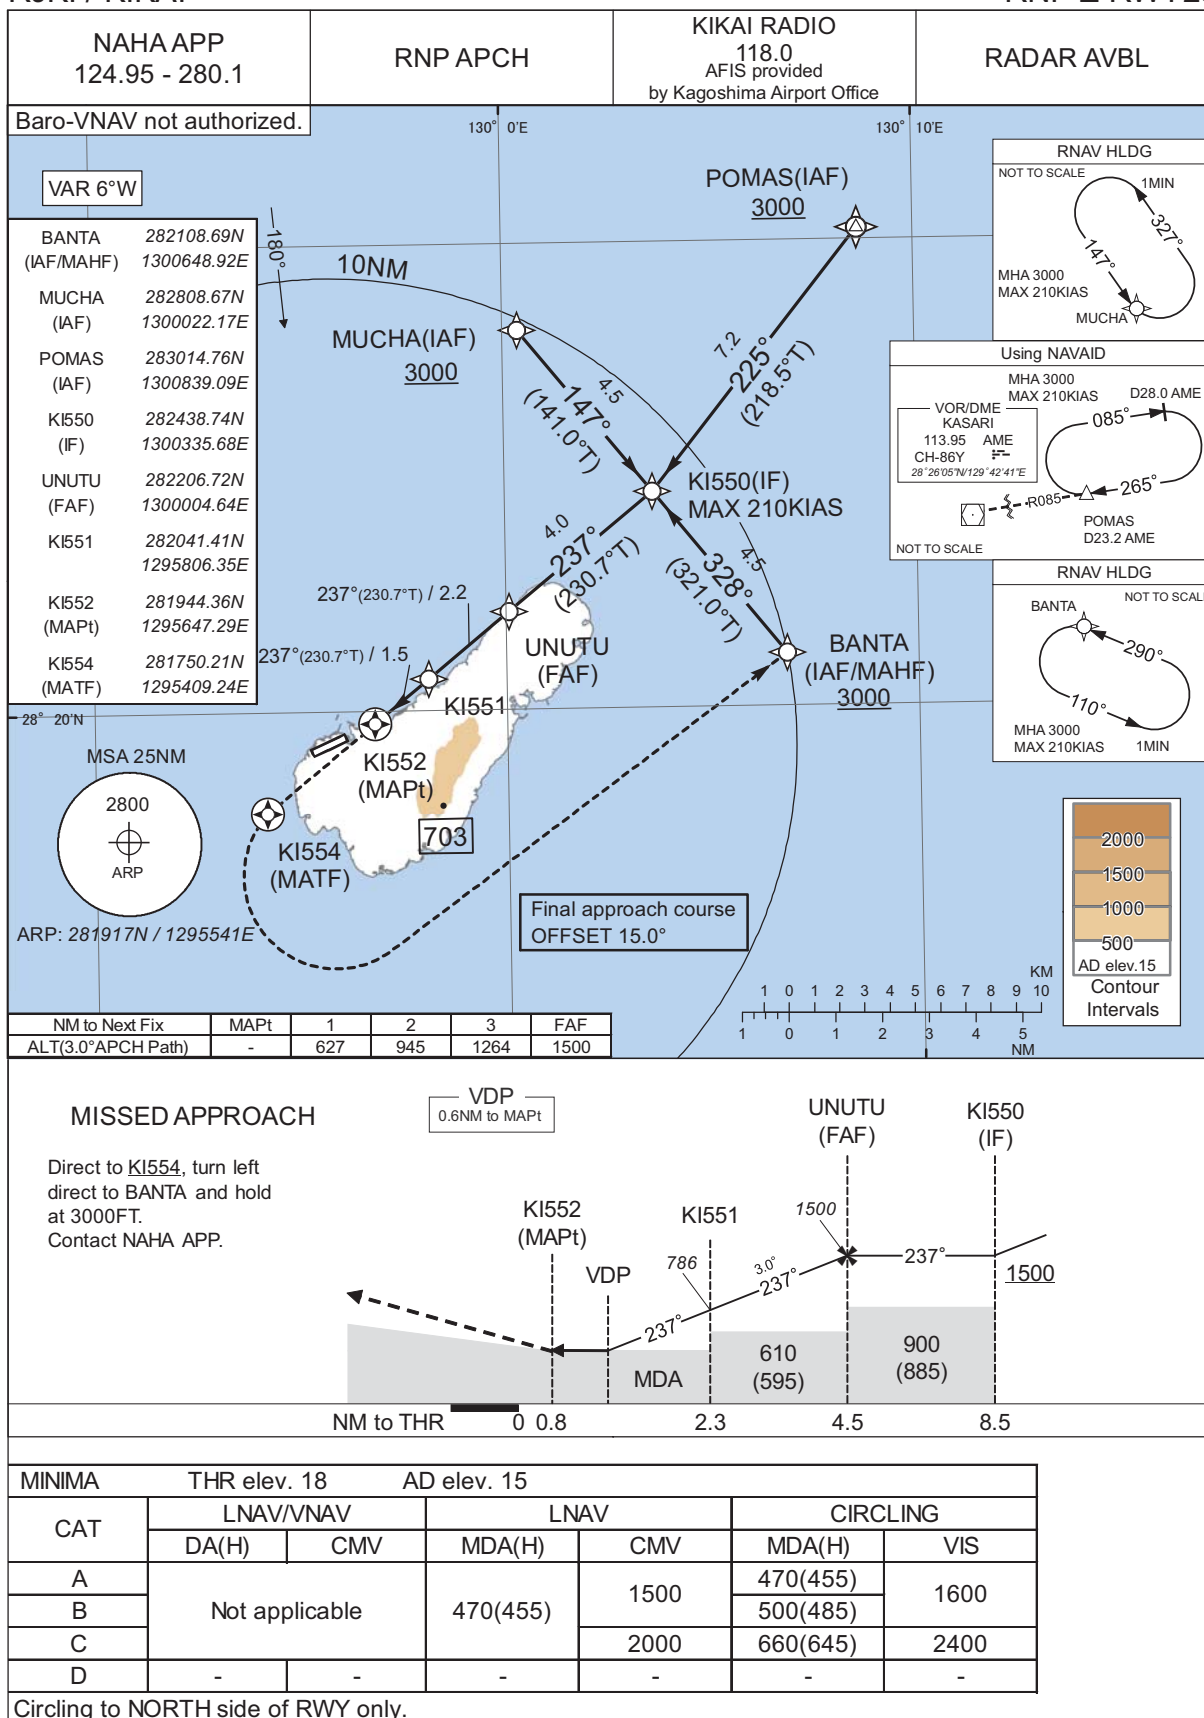 NAHA APP
124.95 - 280.1
RNP APCH
KIKAI RADIO
118.0
AFIS provided
by Kagoshima Airport Office
RADAR AVBL
Baro-VNAV not authorized.
130° 0'E
130° 10'E
VAR 6°W
BANTA 282108.69N
(IAF/MAHF) 1300648.92E
MUCHA 282808.67N
(IAF) 1300022.17E
POMAS 283014.76N
(IAF) 1300839.09E
KI550 282438.74N
(IF) 1300335.68E
UNUTU 282206.72N
(FAF) 1300004.64E
KI551 282041.41N
1295806.35E
KI552 281944.36N
(MAPt) 1295647.29E
KI554 281750.21N
(MATF) 1295409.24E
180°
10NM
POMAS(IAF)
3000
MUCHA(IAF)
3000
7.2
225°
(218.5°T)
4.5
147°
(141.0°T)
KI550(IF)
MAX 210KIAS
4.0
237°
(230.7°T)
4.5
328°
(321.0°T)
237°(230.7°T) / 2.2
237°(230.7°T) / 1.5
UNUTU
(FAF)
BANTA
(IAF/MAHF)
3000
KI551
KI552
(MAPt)
703
KI554
(MATF)
28° 20'N
MSA 25NM
2800
ARP
ARP: 281917N / 1295541E
Final approach course
OFFSET 15.0°
RNAV HLDG
NOT TO SCALE
1MIN
327°
147°
MHA 3000
MAX 210KIAS
MUCHA
Using NAVAID
MHA 3000
MAX 210KIAS
D28.0 AME
VOR/DME
KASARI
113.95 AME
CH-86Y
28°26'05"N/129°42'41"E
085°
265°
R085
POMAS
D23.2 AME
NOT TO SCALE
RNAV HLDG
NOT TO SCALE
BANTA
290°
110°
MHA 3000
MAX 210KIAS
1MIN
2000
1500
1000
500
AD elev.15
Contour
Intervals
KM
1 0 1 2 3 4 5 6 7 8 9 10
1 0 1 2 3 4 5
NM
NM to Next Fix MAPt 1 2 3 FAF
ALT(3.0°APCH Path) - 627 945 1264 1500
MISSED APPROACH
Direct to KI554, turn left
direct to BANTA and hold
at 3000FT.
Contact NAHA APP.
VDP
0.6NM to MAPt
KI552
(MAPt)
VDP
KI551
UNUTU
(FAF)
KI550
(IF)
786
1500
3.0°
237°
237°
237°
1500
MDA
610
(595)
900
(885)
NM to THR 0 0.8 2.3 4.5 8.5
MINIMA THR elev. 18 AD elev. 15
CAT LNAV/VNAV LNAV CIRCLING
DA(H) CMV MDA(H) CMV MDA(H) VIS
A Not applicable 470(455) 1500 470(455) 1600
B 500(485)
C 2000 660(645) 2400
D - - - - - -
Circling to NORTH side of RWY only.